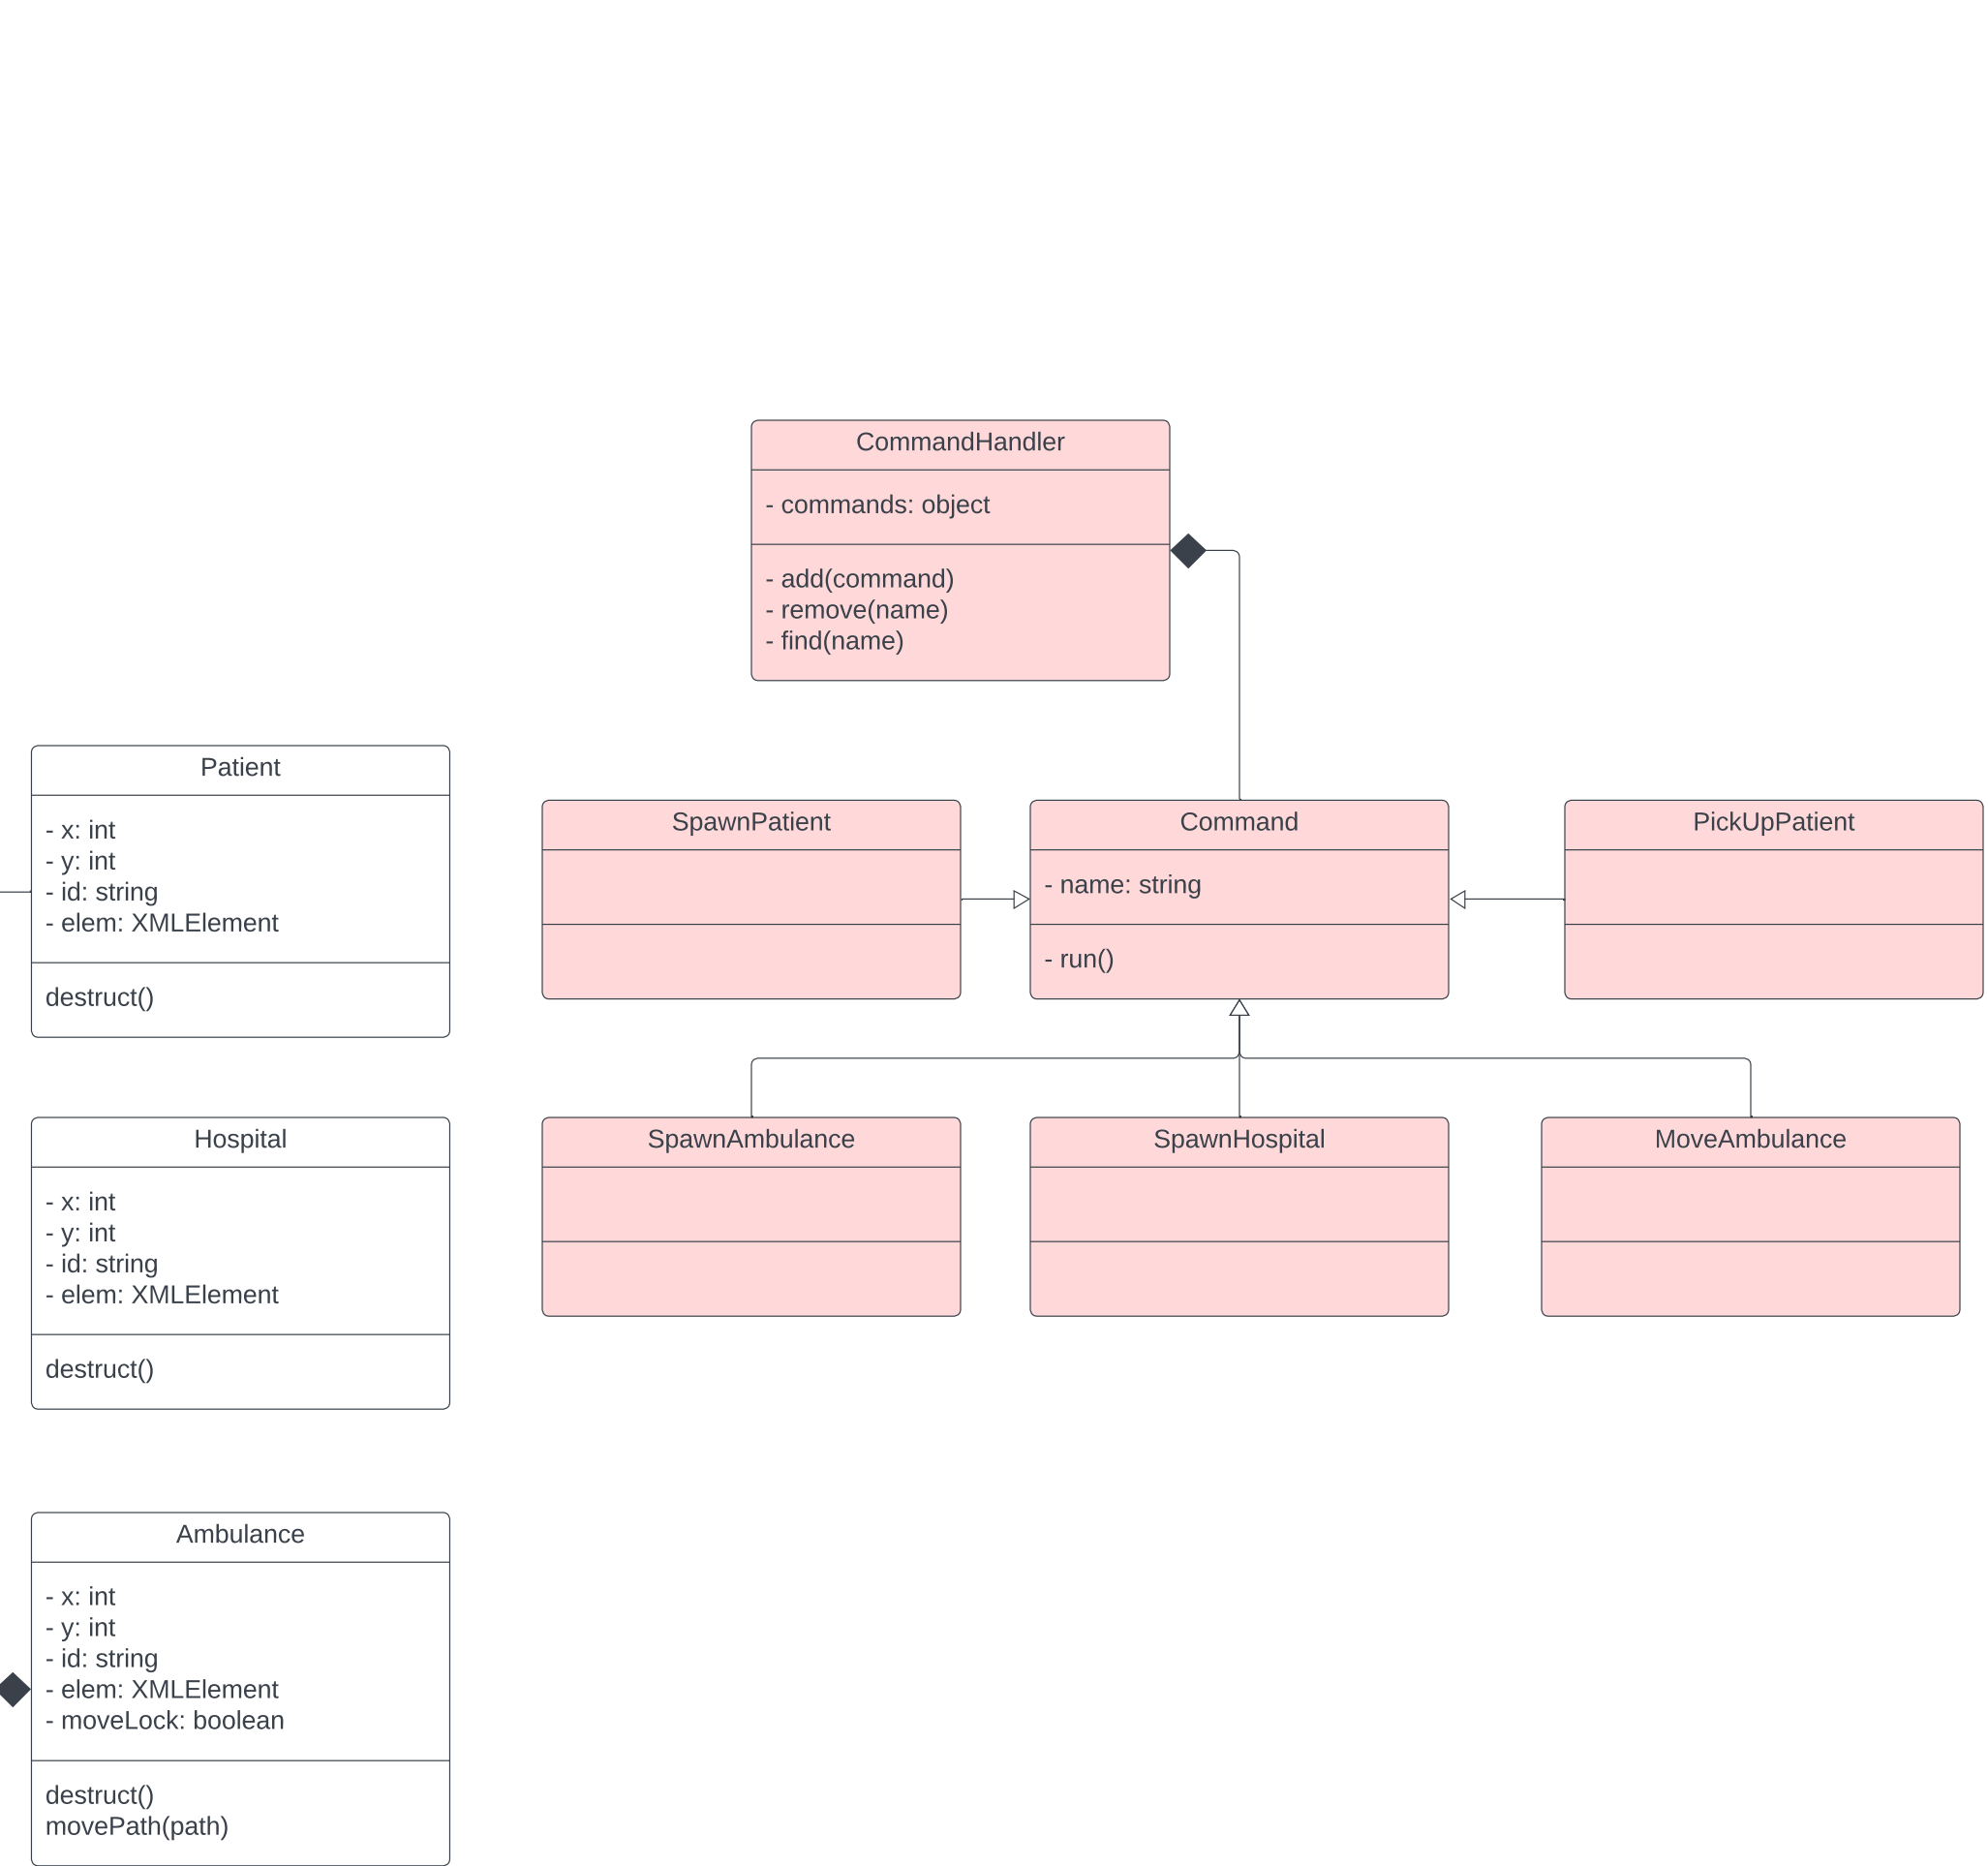 CommandHandler
- commands: object
- add(command)
- remove(name)
- find(name)
Patient
- x: int
- y: int
- id: string
- elem: XMLElement
destruct()
SpawnPatient
Command
- name: string
- run()
PickUpPatient
Hospital
- x: int
- y: int
- id: string
- elem: XMLElement
destruct()
SpawnAmbulance
SpawnHospital
MoveAmbulance
Ambulance
- x: int
- y: int
- id: string
- elem: XMLElement
- moveLock: boolean
destruct()
movePath(path)